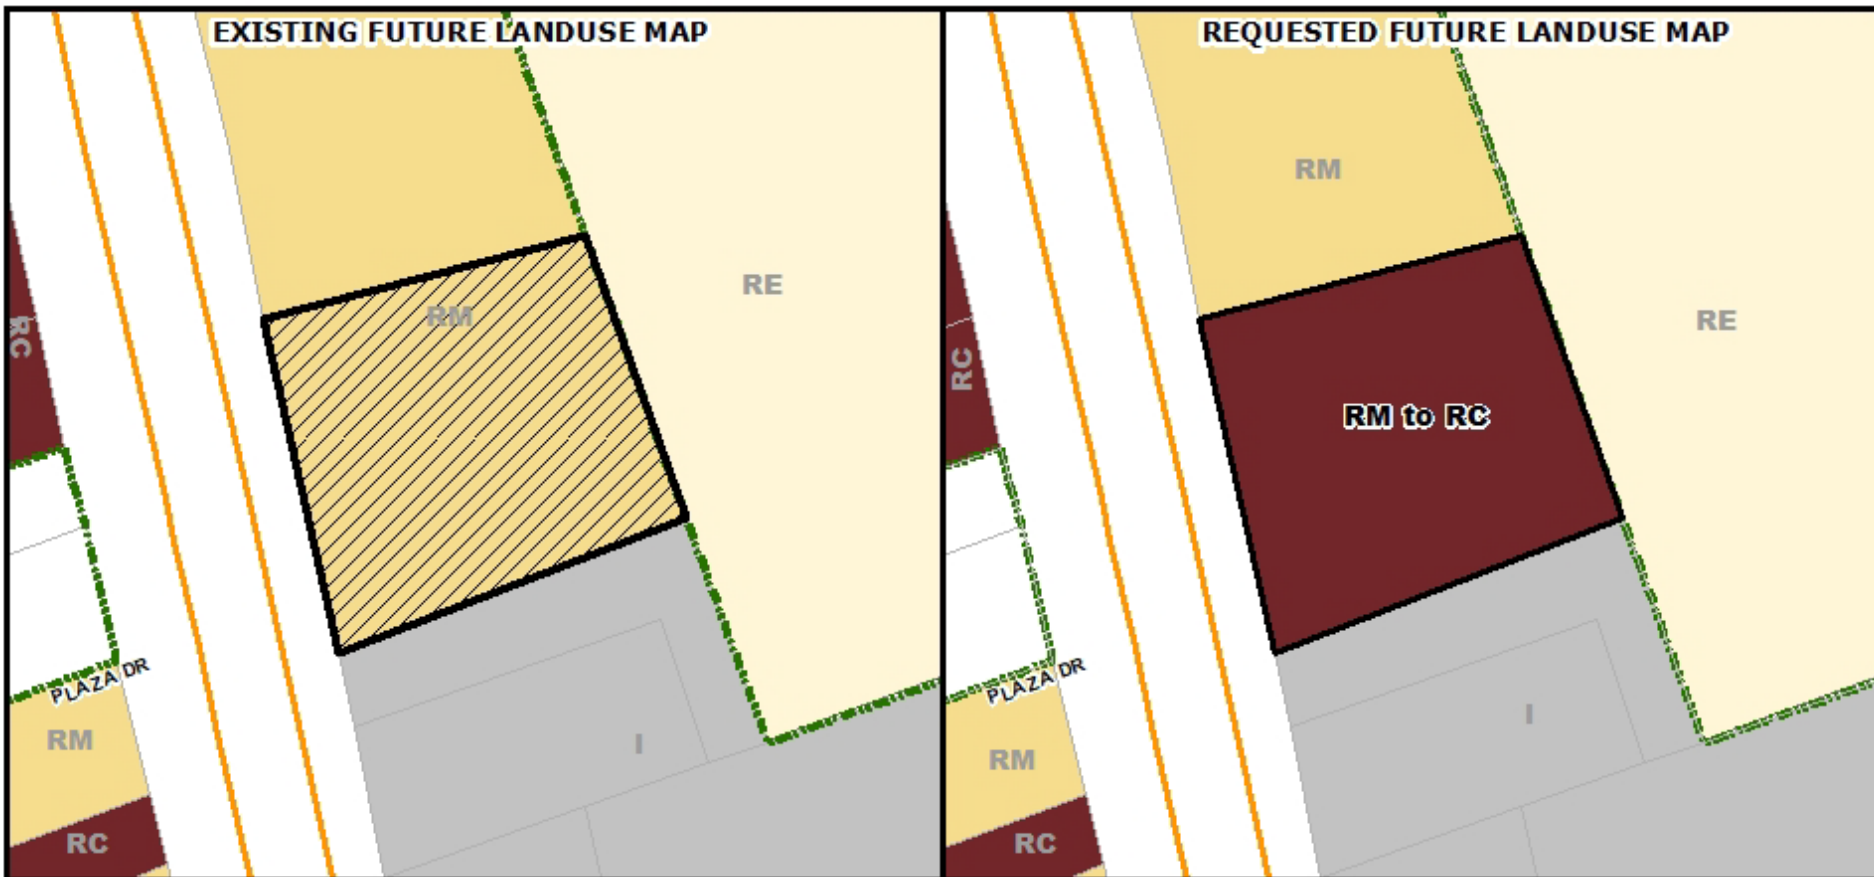 EXISTING FUTURE LANDUSE MAP
RM
RE
RC
PLAZA DR
RM
I
RC
REQUESTED FUTURE LANDUSE MAP
RM
RE
RC
RM to RC
PLAZA DR
I
RM
RC